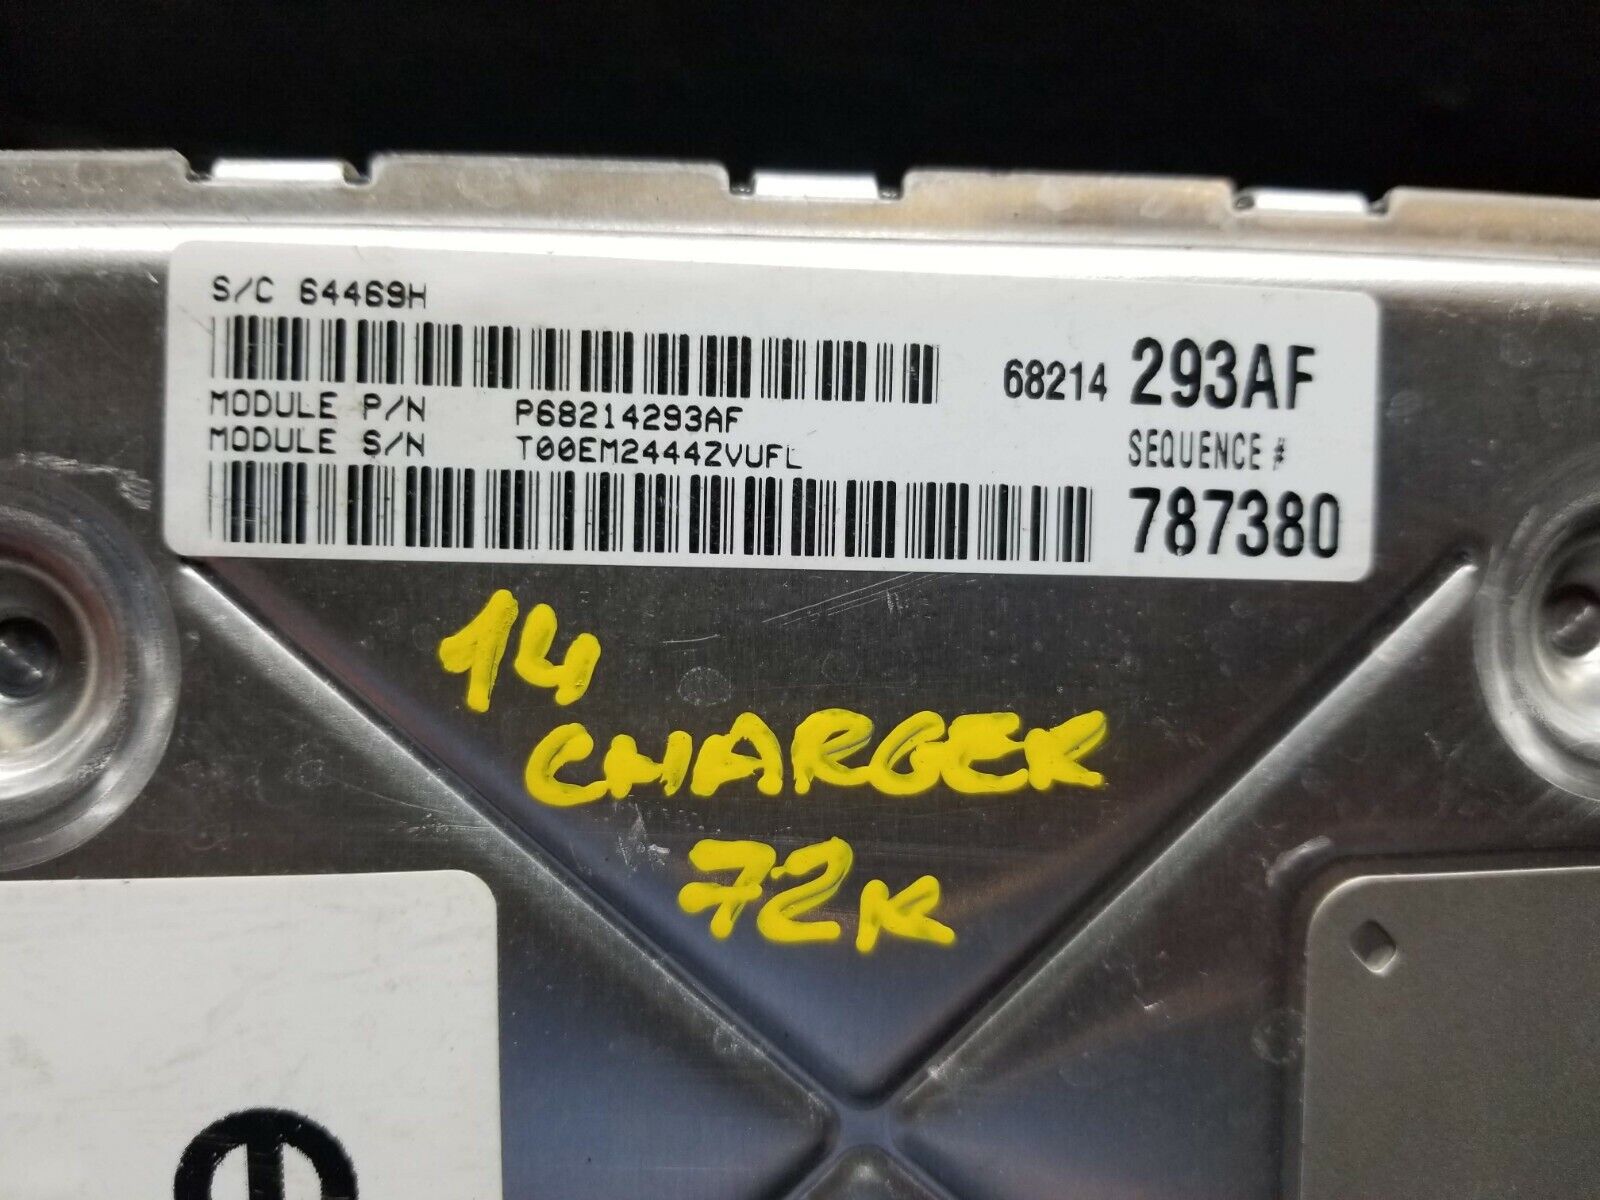 S/C 64469H
68214 293AF
MODULE P/N P68214293AF
MODULE S/N T00EM2444ZVUFL
SEQUENCE #
787380
14
CHARGER
72K